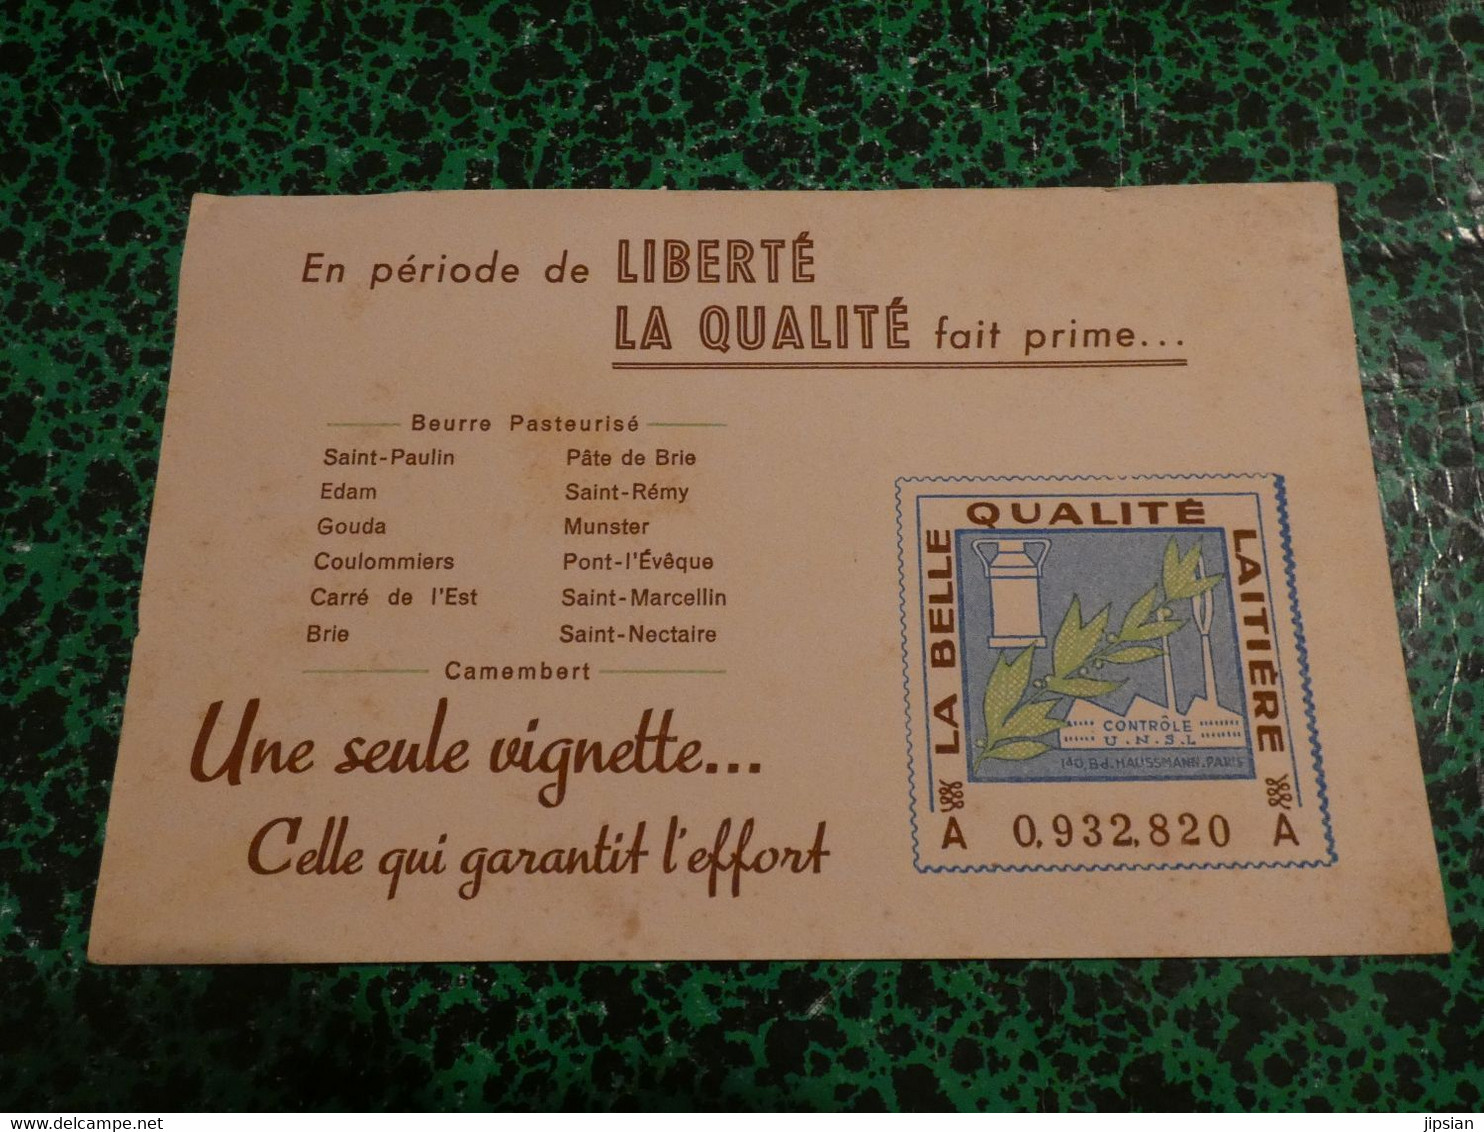 En période de LIBERTÉ
LA QUALITÉ fait prime...
Beurre Pasteurisé
Saint-Paulin Pâte de Brie
Edam Saint-Rémy
Gouda Munster
Coulommiers Pont-l'Évêque
Carré de l'Est Saint-Marcellin
Brie Saint-Nectaire
Camembert
Une seule vignette...
Celle qui garantit l'effort
LA BELLE QUALITÉ LAITIÈRE
CONTRÔLE
U.N.S.L
140, Bd. HAUSSMANN. PARIS
A 0,932,820 A
jipsian